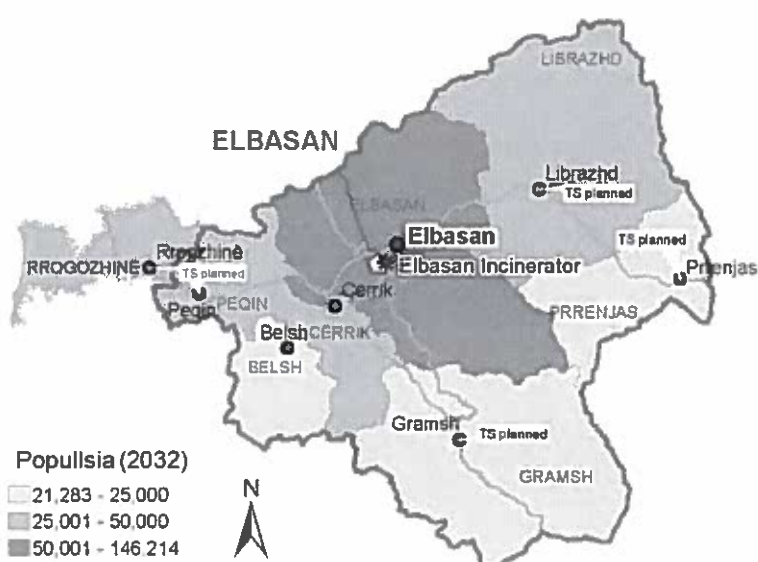 LIBRAZHD
ELBASAN
Librazhd
TS planned
ELBASAN
Elbasan
TS planned
Elbasan Incinerator
Rrogzhinë
RROGOZHINË
TS planned
Prrenjas
Peqin
PEQIN
Cerrik
PRRENJAS
Belsh
CERRIK
BELSH
Gramsh
TS planned
GRAMSH
Popullsia (2032)
21,283 - 25,000
25,001 - 50,000
50,001 - 146,214
N